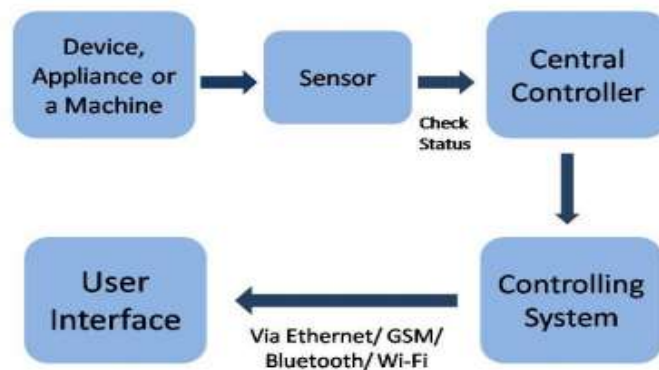 Device,
Appliance or
a Machine
Sensor
Check
Status
Central
Controller
Controlling
System
Via Ethernet/ GSM/
Bluetooth/ Wi-Fi
User
Interface